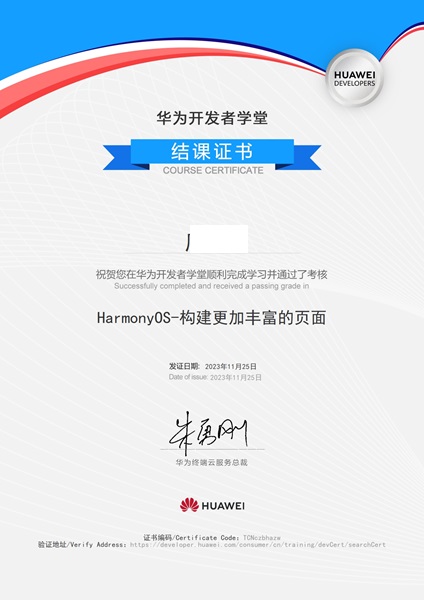 HUAWEI
DEVELOPERS
华为开发者学堂
结课证书
COURSE CERTIFICATE
祝贺您在华为开发者学堂顺利完成学习并通过了考核
Successfully completed and received a passing grade in
HarmonyOS-构建更加丰富的页面
发证日期: 2023年11月25日
Date of issue: 2023年11月25日
朱勇刚
华为终端云服务总裁
HUAWEI
证书编码/Certificate Code: TCNczbhazw
验证地址/Verify Address: https://developer.huawei.com/consumer/cn/training/devCert/searchCert